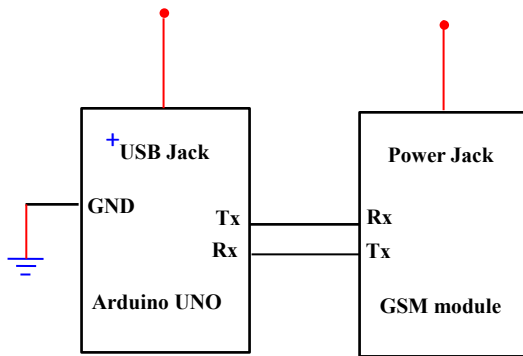 +
USB Jack
GND
Tx
Rx
Arduino UNO
Power Jack
Rx
Tx
GSM module